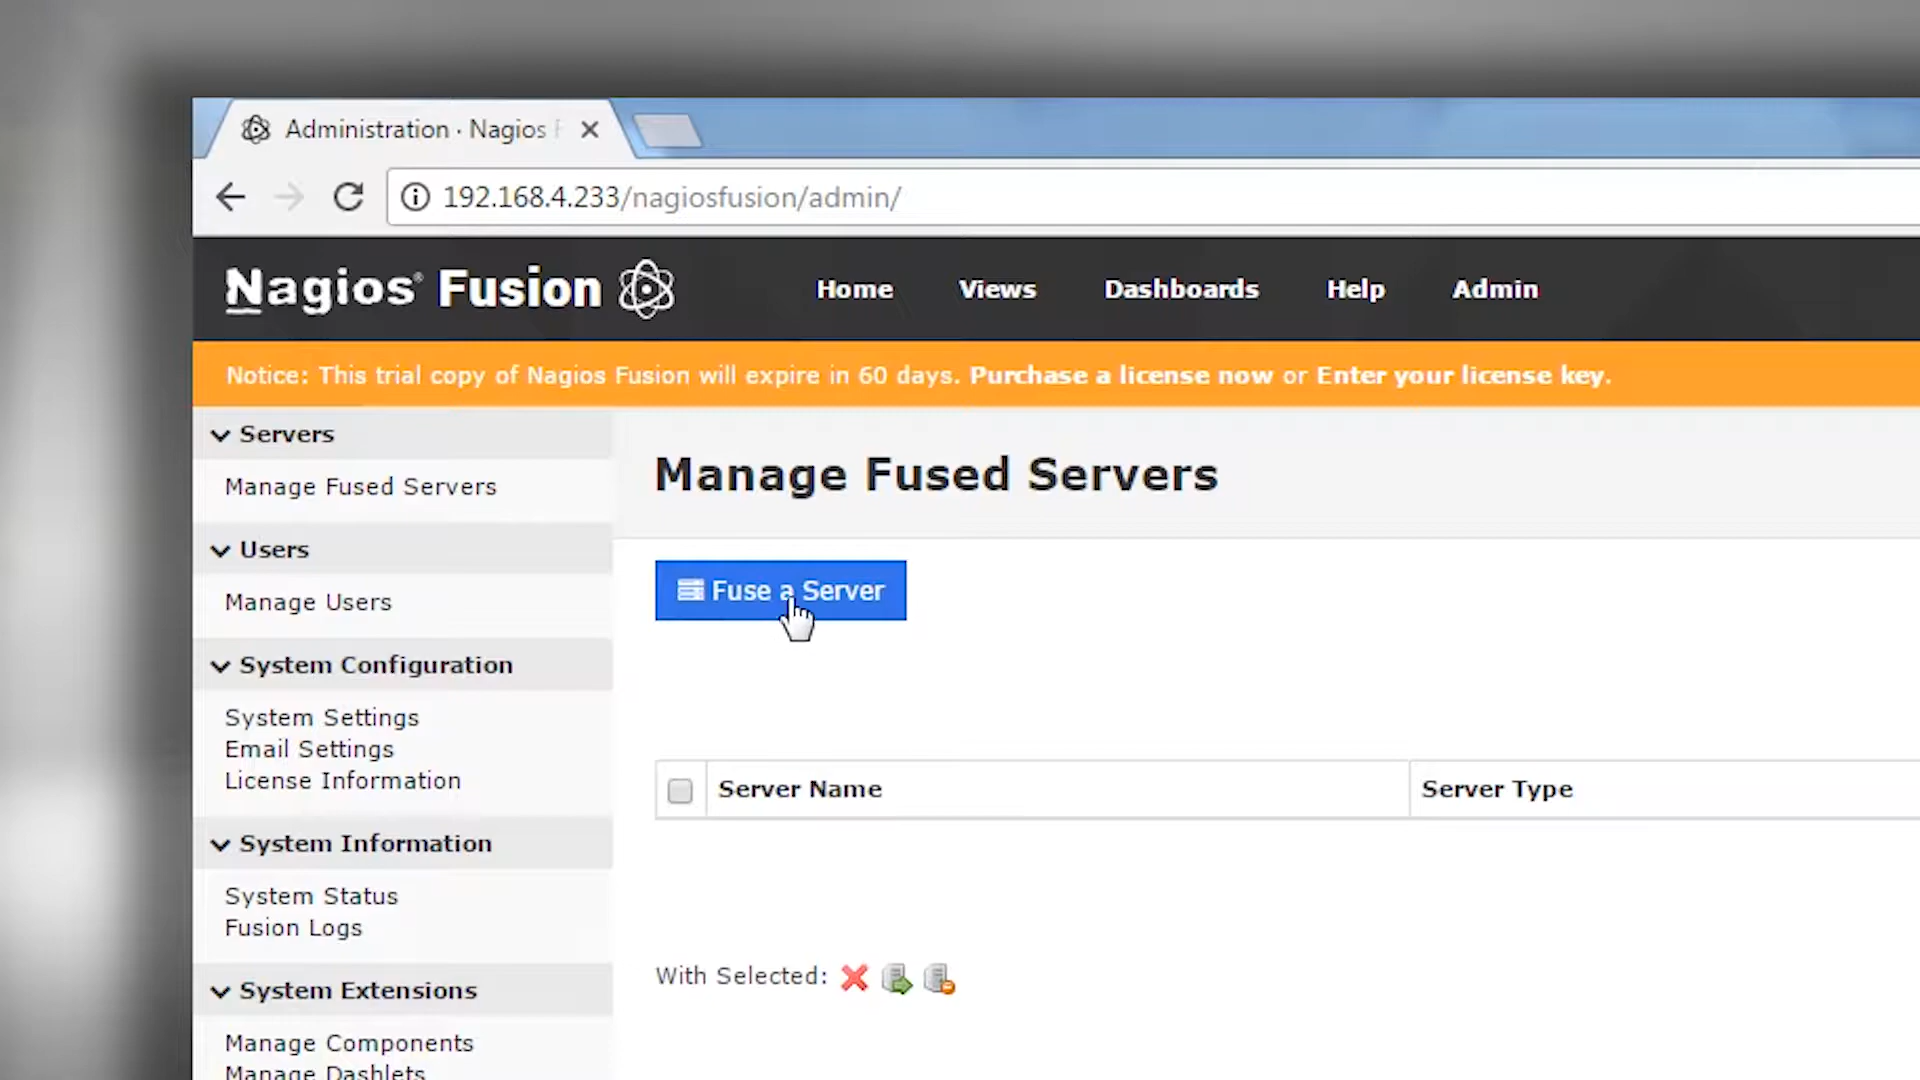 Administration · Nagios
192.168.4.233/nagiosfusion/admin/
Nagios® Fusion
Home Views Dashboards Help Admin
Notice: This trial copy of Nagios Fusion will expire in 60 days. Purchase a license now or Enter your license key.
Servers
Manage Fused Servers
Users
Manage Users
System Configuration
System Settings
Email Settings
License Information
System Information
System Status
Fusion Logs
System Extensions
Manage Components
Manage Dashlets
Manage Fused Servers
Fuse a Server
Server Name Server Type
With Selected: